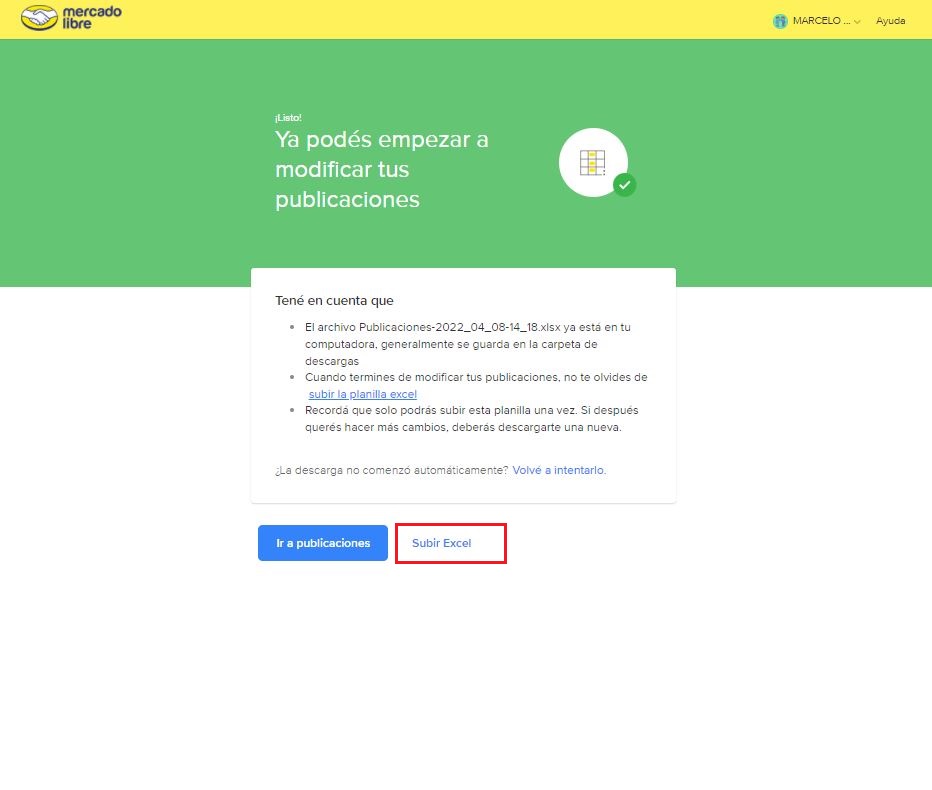 mercado
libre
MARCELO ...
Ayuda
¡Listo!
Ya podés empezar a
modificar tus
publicaciones
Tené en cuenta que
El archivo Publicaciones-2022_04_08-14_18.xlsx ya está en tu
computadora, generalmente se guarda en la carpeta de
descargas
Cuando termines de modificar tus publicaciones, no te olvides de
subir la planilla excel
Recordá que solo podrás subir esta planilla una vez. Si después
querés hacer más cambios, deberás descargarte una nueva.
¿La descarga no comenzó automáticamente? Volvé a intentarlo.
Ir a publicaciones
Subir Excel